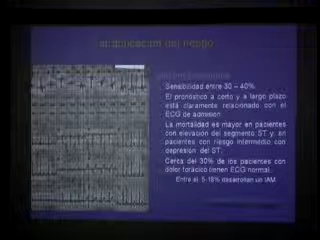 Sensibilidad entre 30 – 40%.
El pronóstico a corto y a largo plazo
está claramente relacionado con el
ECG de admisión
La mortalidad es mayor en pacientes
con elevación del segmento ST y, en
pacientes con riesgo intermedio con
depresión del ST.
Cerca del 30% de los pacientes con
dolor torácico tienen ECG normal.
Entre el 5-18% desarrollan un IAM